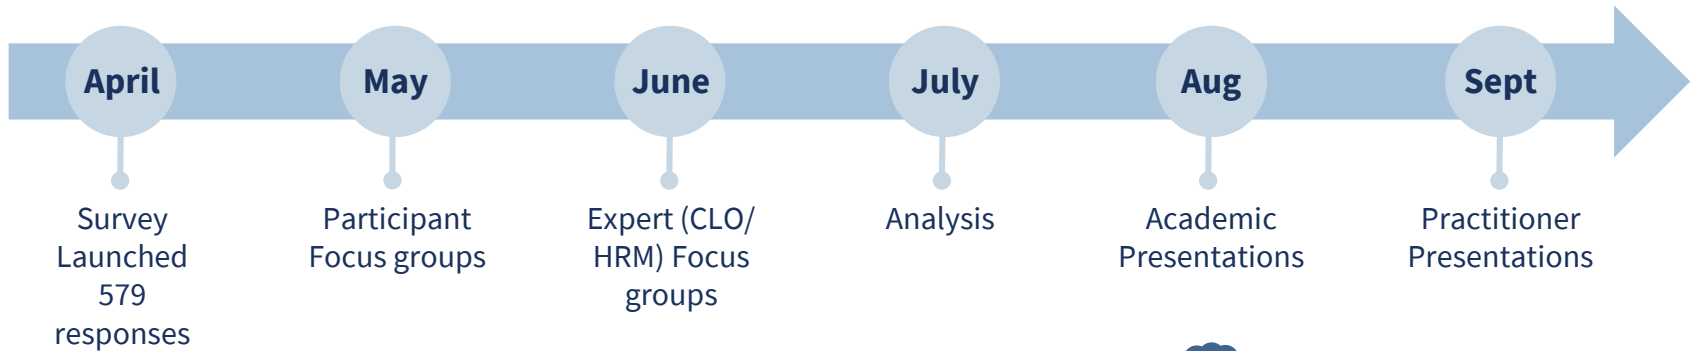 April
May
June
July
Aug
Sept
Survey
Launched
579
responses
Participant
Focus groups
Expert (CLO/
HRM) Focus
groups
Analysis
Academic
Presentations
Practitioner
Presentations